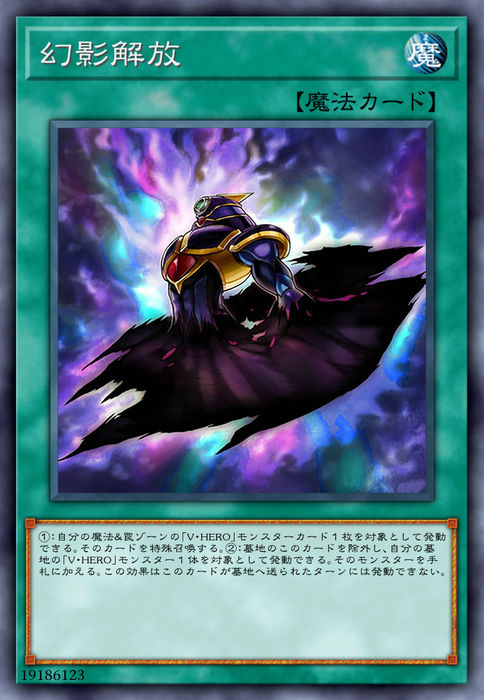 幻影解放
魔
【魔法カード】
①:自分の魔法&罠ゾーンの「V・HERO」モンスターカード1枚を対象として発動
できる。そのカードを特殊召喚する。②:墓地のこのカードを除外し、自分の墓
地の「V・HERO」モンスター1体を対象として発動できる。そのモンスターを手
札に加える。この効果はこのカードが墓地へ送られたターンには発動できない。
19186123